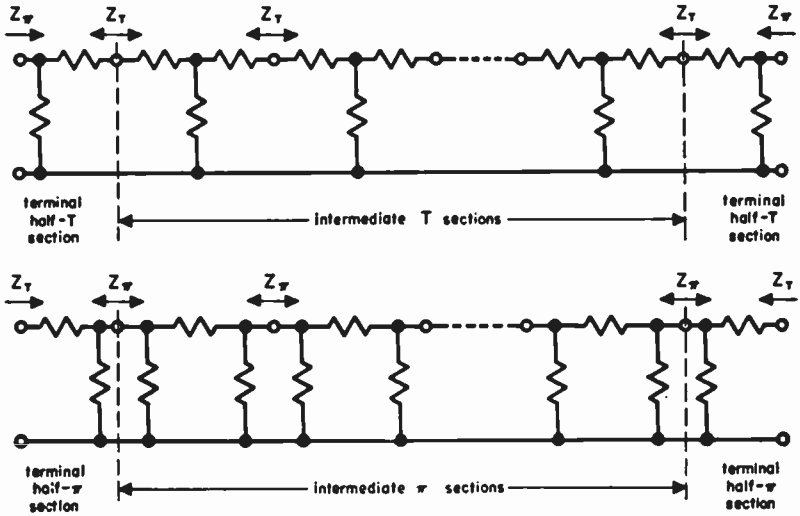 Zπ ZT ZT ZT Zπ
terminal half-T section
intermediate T sections
terminal half-T section
ZT Zπ Zπ Zπ ZT
terminal half-π section
intermediate π sections
terminal half-π section